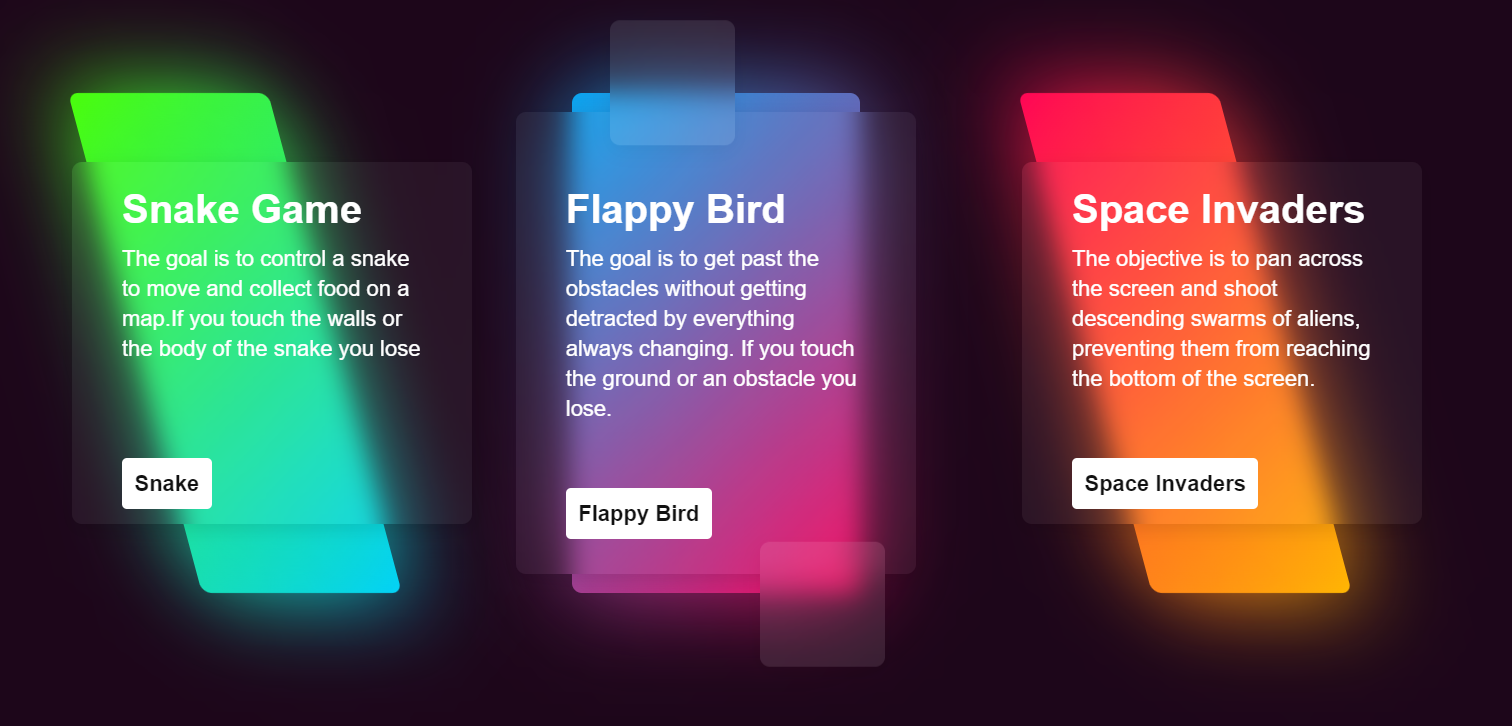 Snake Game
The goal is to control a snake
to move and collect food on a
map.If you touch the walls or
the body of the snake you lose
Snake
Flappy Bird
The goal is to get past the
obstacles without getting
detracted by everything
always changing. If you touch
the ground or an obstacle you
lose.
Flappy Bird
Space Invaders
The objective is to pan across
the screen and shoot
descending swarms of aliens,
preventing them from reaching
the bottom of the screen.
Space Invaders